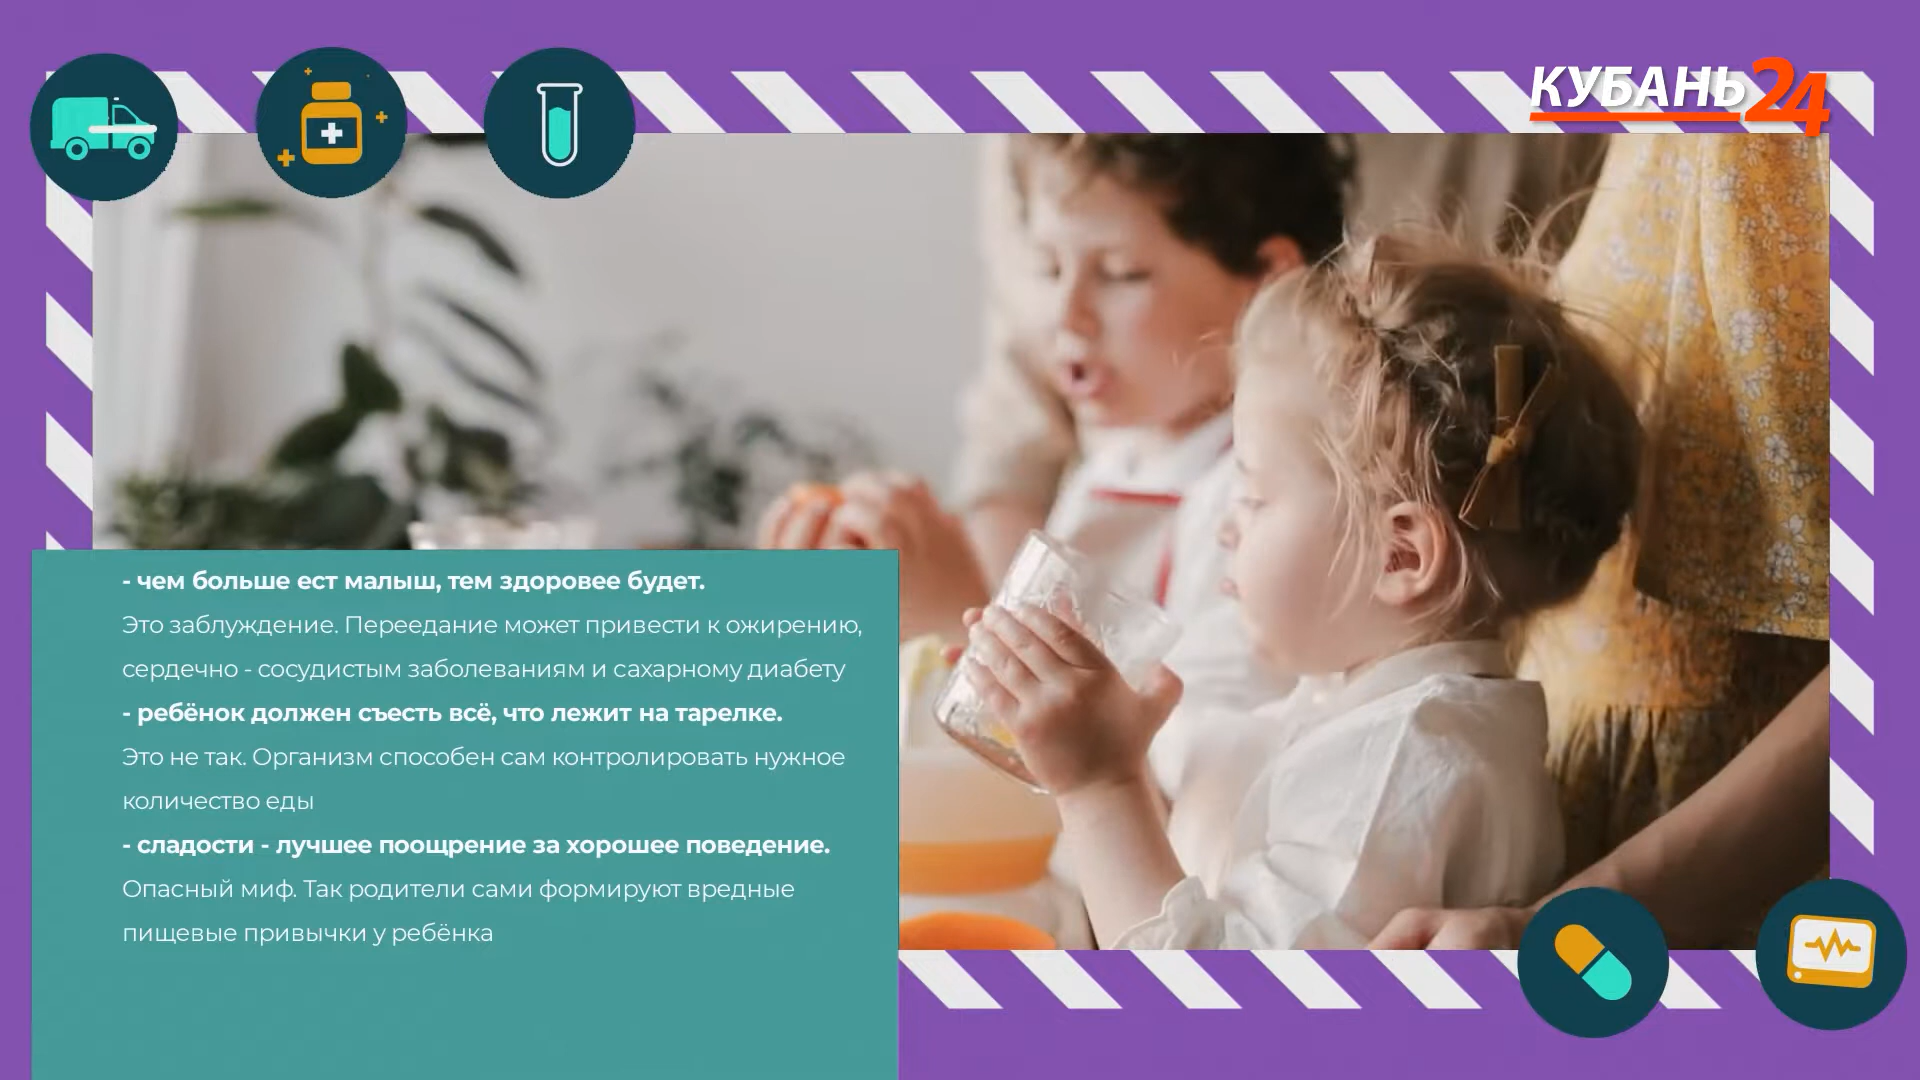 КУБАНЬ 24
- чем больше ест малыш, тем здоровее будет.
Это заблуждение. Переедание может привести к ожирению,
сердечно - сосудистым заболеваниям и сахарному диабету
- ребёнок должен съесть всё, что лежит на тарелке.
Это не так. Организм способен сам контролировать нужное
количество еды
- сладости - лучшее поощрение за хорошее поведение.
Опасный миф. Так родители сами формируют вредные
пищевые привычки у ребёнка